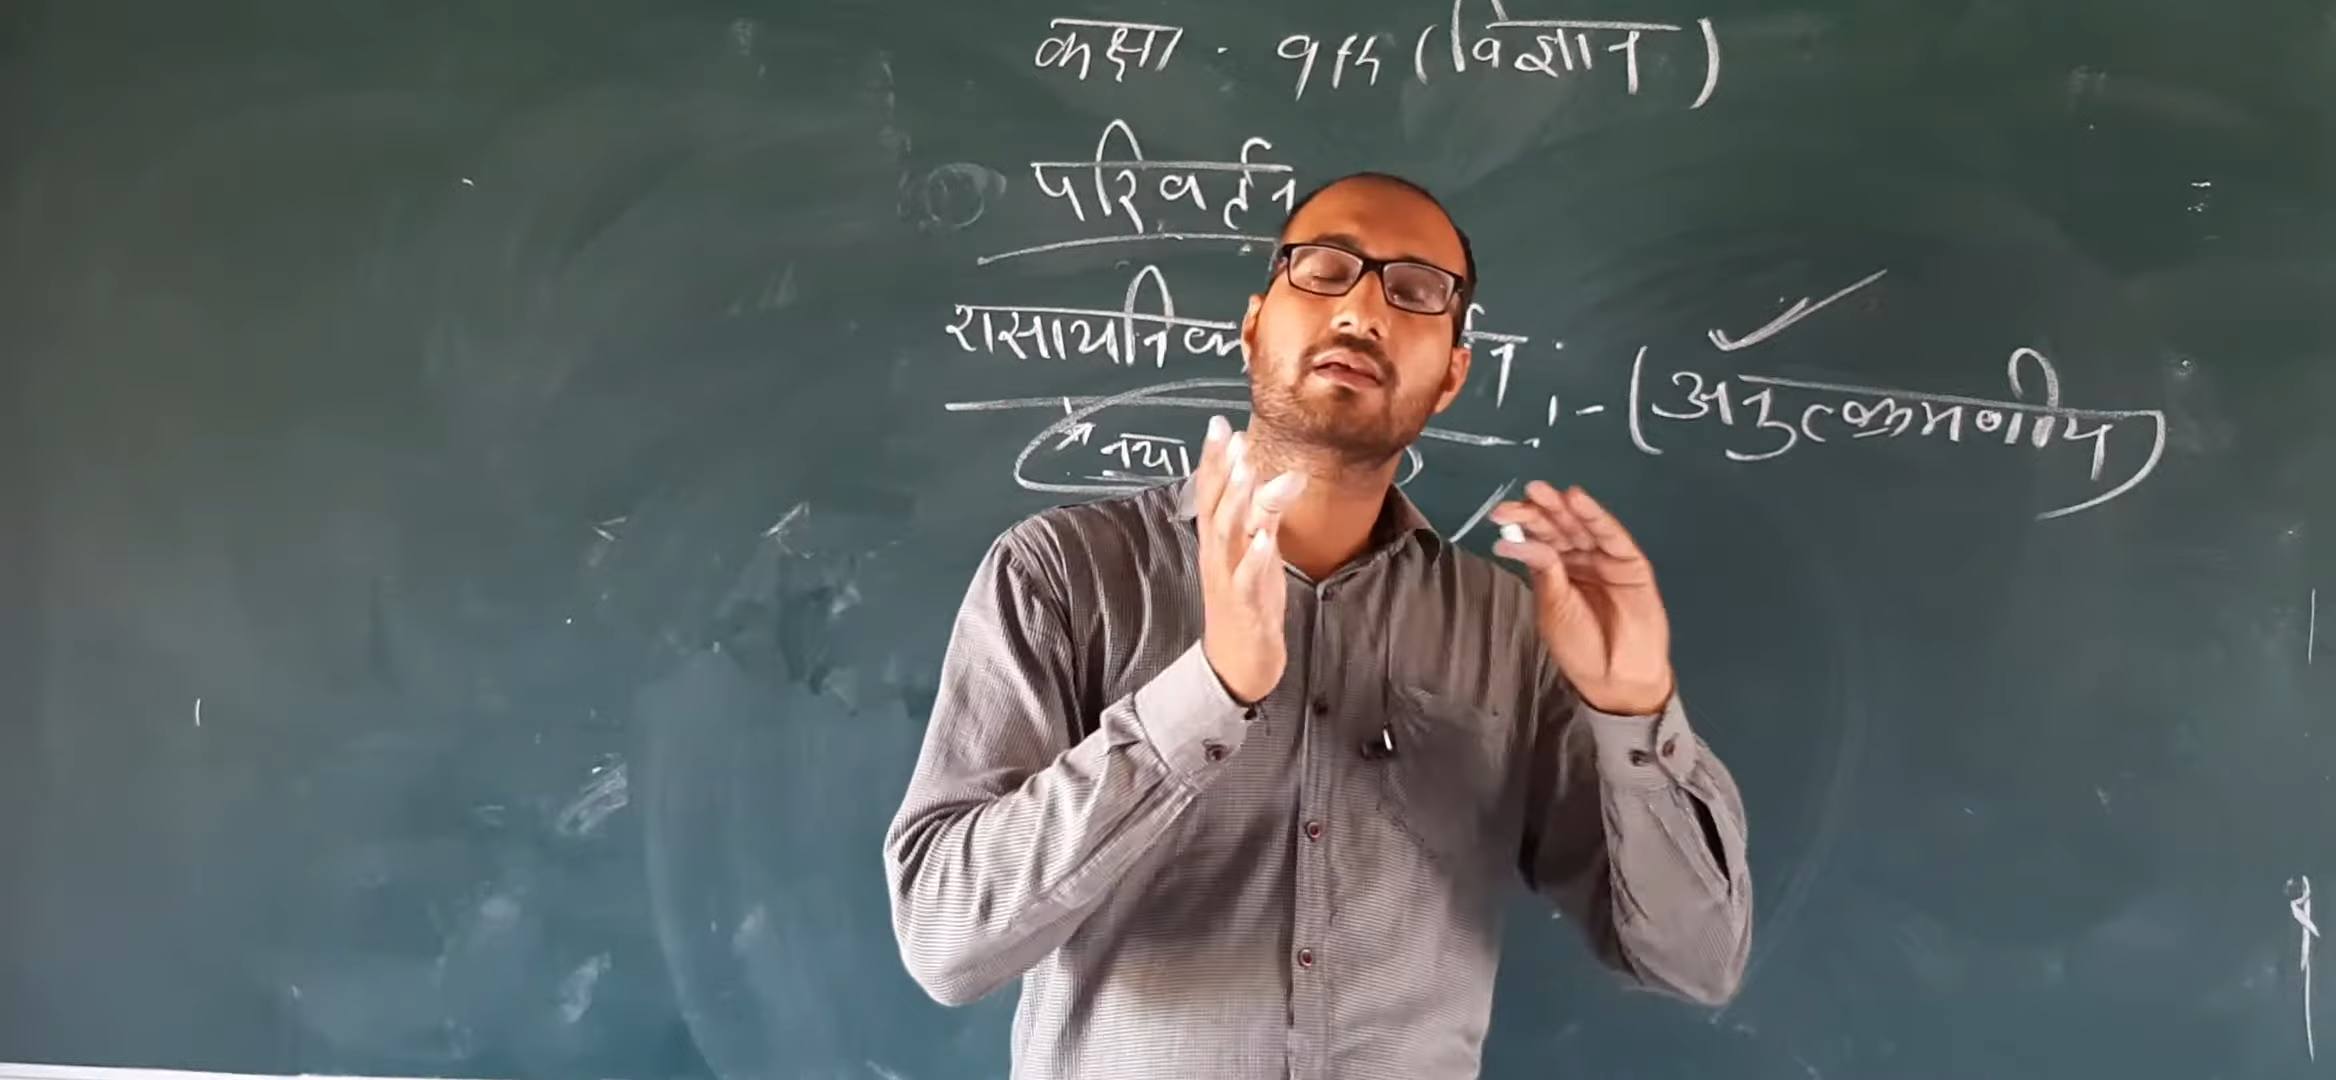 कक्षा - 9th (विज्ञान)
परिवर्तन
रासायनिक :- (अनुत्क्रमणीय)
नया